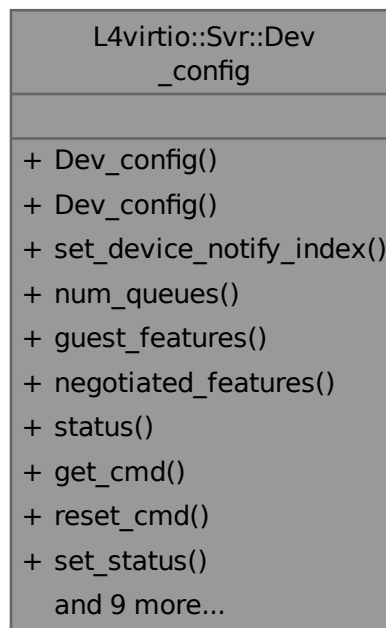 L4virtio::Svr::Dev
_config
+ Dev_config()
+ Dev_config()
+ set_device_notify_index()
+ num_queues()
+ guest_features()
+ negotiated_features()
+ status()
+ get_cmd()
+ reset_cmd()
+ set_status()
and 9 more...